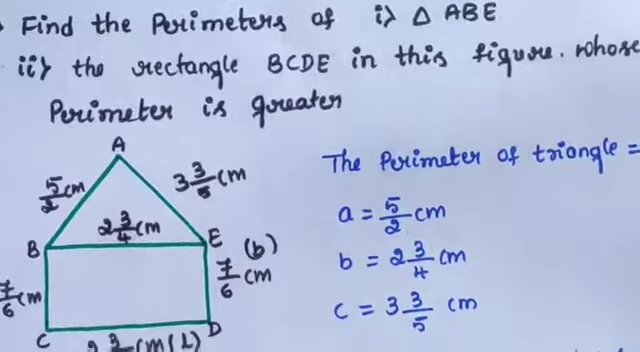 Find the Perimeters of i) △ ABE
ii) the rectangle BCDE in this figure. whose
Perimeter is greater
A
5/2 cm
3 3/5 cm
The Perimeter of triangle =
a = 5/2 cm
2 3/4 cm
B
E (b)
b = 2 3/4 cm
7/6 cm
7/6 cm
c = 3 3/5 cm
C
D
cm (L)